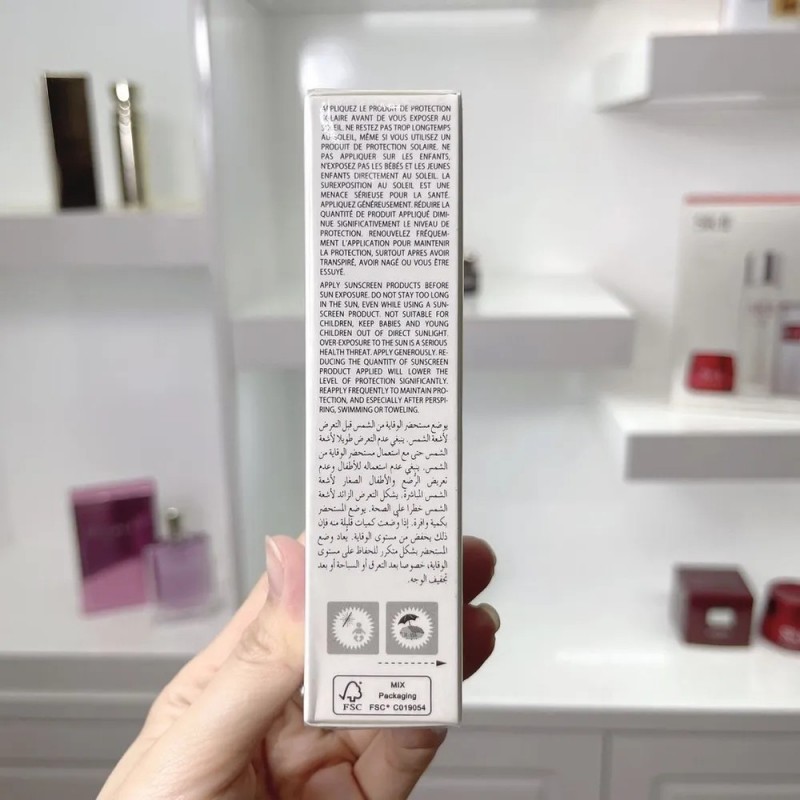 APPLIQUEZ LE PRODUIT DE PROTECTION
SOLAIRE AVANT DE VOUS EXPOSER AU
SOLEIL. NE RESTEZ PAS TROP LONGTEMPS
AU SOLEIL, MÊME SI VOUS UTILISEZ UN
PRODUIT DE PROTECTION SOLAIRE. NE
PAS APPLIQUER SUR LES ENFANTS,
N'EXPOSEZ PAS LES BÉBÉS ET LES JEUNES
ENFANTS DIRECTEMENT AU SOLEIL. LA
SUREXPOSITION AU SOLEIL EST UNE
MENACE SÉRIEUSE POUR LA SANTÉ.
APPLIQUEZ GÉNÉREUSEMENT. RÉDUIRE LA
QUANTITÉ DE PRODUIT APPLIQUÉ DIMI-
NUE SIGNIFICATIVEMENT LE NIVEAU DE
PROTECTION. RENOUVELEZ FRÉQUEM-
MENT L'APPLICATION POUR MAINTENIR
LA PROTECTION, SURTOUT APRES AVOIR
TRANSPIRÉ, AVOIR NAGÉ OU VOUS ÊTRE
ESSUYÉ.
APPLY SUNSCREEN PRODUCTS BEFORE
SUN EXPOSURE. DO NOT STAY TOO LONG
IN THE SUN, EVEN WHILE USING A SUN-
SCREEN PRODUCT. NOT SUITABLE FOR
CHILDREN, KEEP BABIES AND YOUNG
CHILDREN OUT OF DIRECT SUNLIGHT.
OVER-EXPOSURE TO THE SUN IS A SERIOUS
HEALTH THREAT. APPLY GENEROUSLY. RE-
DUCING THE QUANTITY OF SUNSCREEN
PRODUCT APPLIED WILL LOWER THE
LEVEL OF PROTECTION SIGNIFICANTLY.
REAPPLY FREQUENTLY TO MAINTAIN PRO-
TECTION, AND ESPECIALLY AFTER PERSPI-
RING, SWIMMING OR TOWELING.
يوضع مستحضر الوقاية من الشمس قبل التعرض
لأشعة الشمس. ينبغي عدم التعرض طويلا لأشعة
الشمس حتى مع استعمال مستحضر الوقاية من
الشمس. ينبغي عدم استعماله للأطفال وعدم
تعريض الرُضّع والأطفال الصغار لأشعة
الشمس المباشرة. يشكل التعرض الزائد لأشعة
الشمس خطرا على الصحة. يوضع المستحضر
بكمية وافرة. إذا وُضعت كميات قليلة منه فإن
ذلك يخفض من مستوى الوقاية. يُعاد وضع
المستحضر بشكل متكرر للحفاظ على مستوى
الوقاية، خصوصا بعد التعرق أو السباحة أو بعد
تجفيف الوجه.
MIX
Packaging
FSC
FSC® C019054